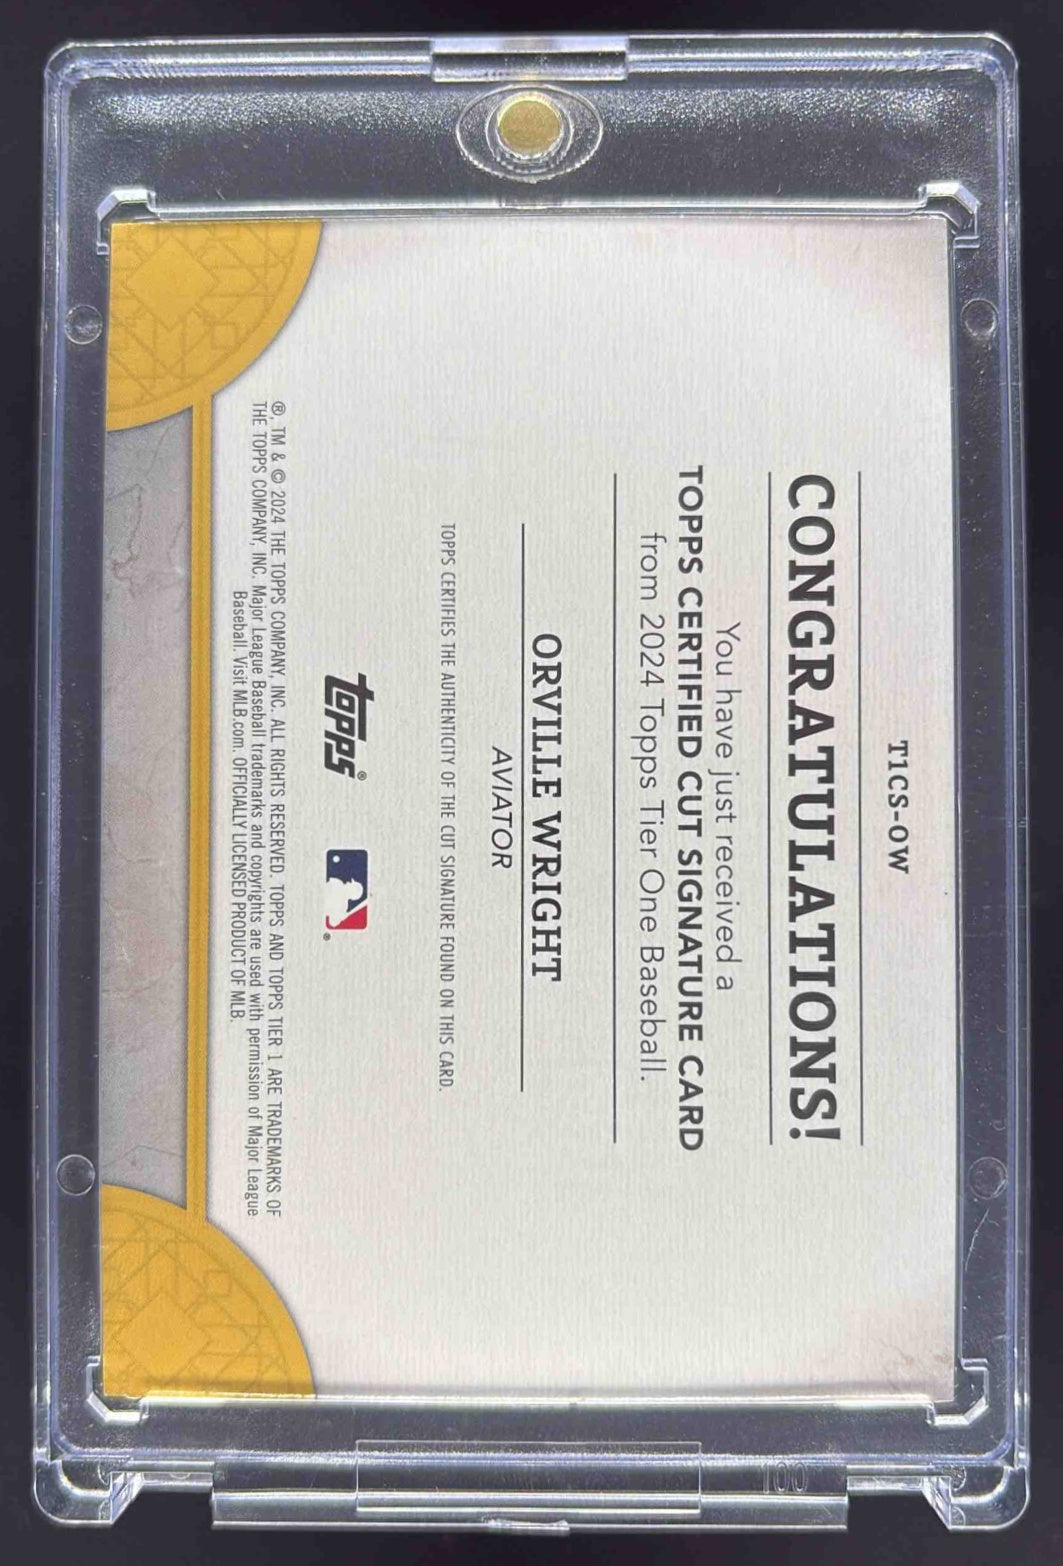 T1CS-OW
CONGRATULATIONS!
You have just received a
TOPPS CERTIFIED CUT SIGNATURE CARD
from 2024 Topps Tier One Baseball.
ORVILLE WRIGHT
AVIATOR
TOPPS CERTIFIES THE AUTHENTICITY OF THE CUT SIGNATURE FOUND ON THIS CARD.
topps®
®
®, TM & © 2024 THE TOPPS COMPANY, INC. ALL RIGHTS RESERVED. TOPPS AND TOPPS TIER 1 ARE TRADEMARKS OF
THE TOPPS COMPANY, INC. Major League Baseball trademarks and copyrights are used with permission of Major League
Baseball. Visit MLB.com. OFFICIALLY LICENSED PRODUCT OF MLB.
100